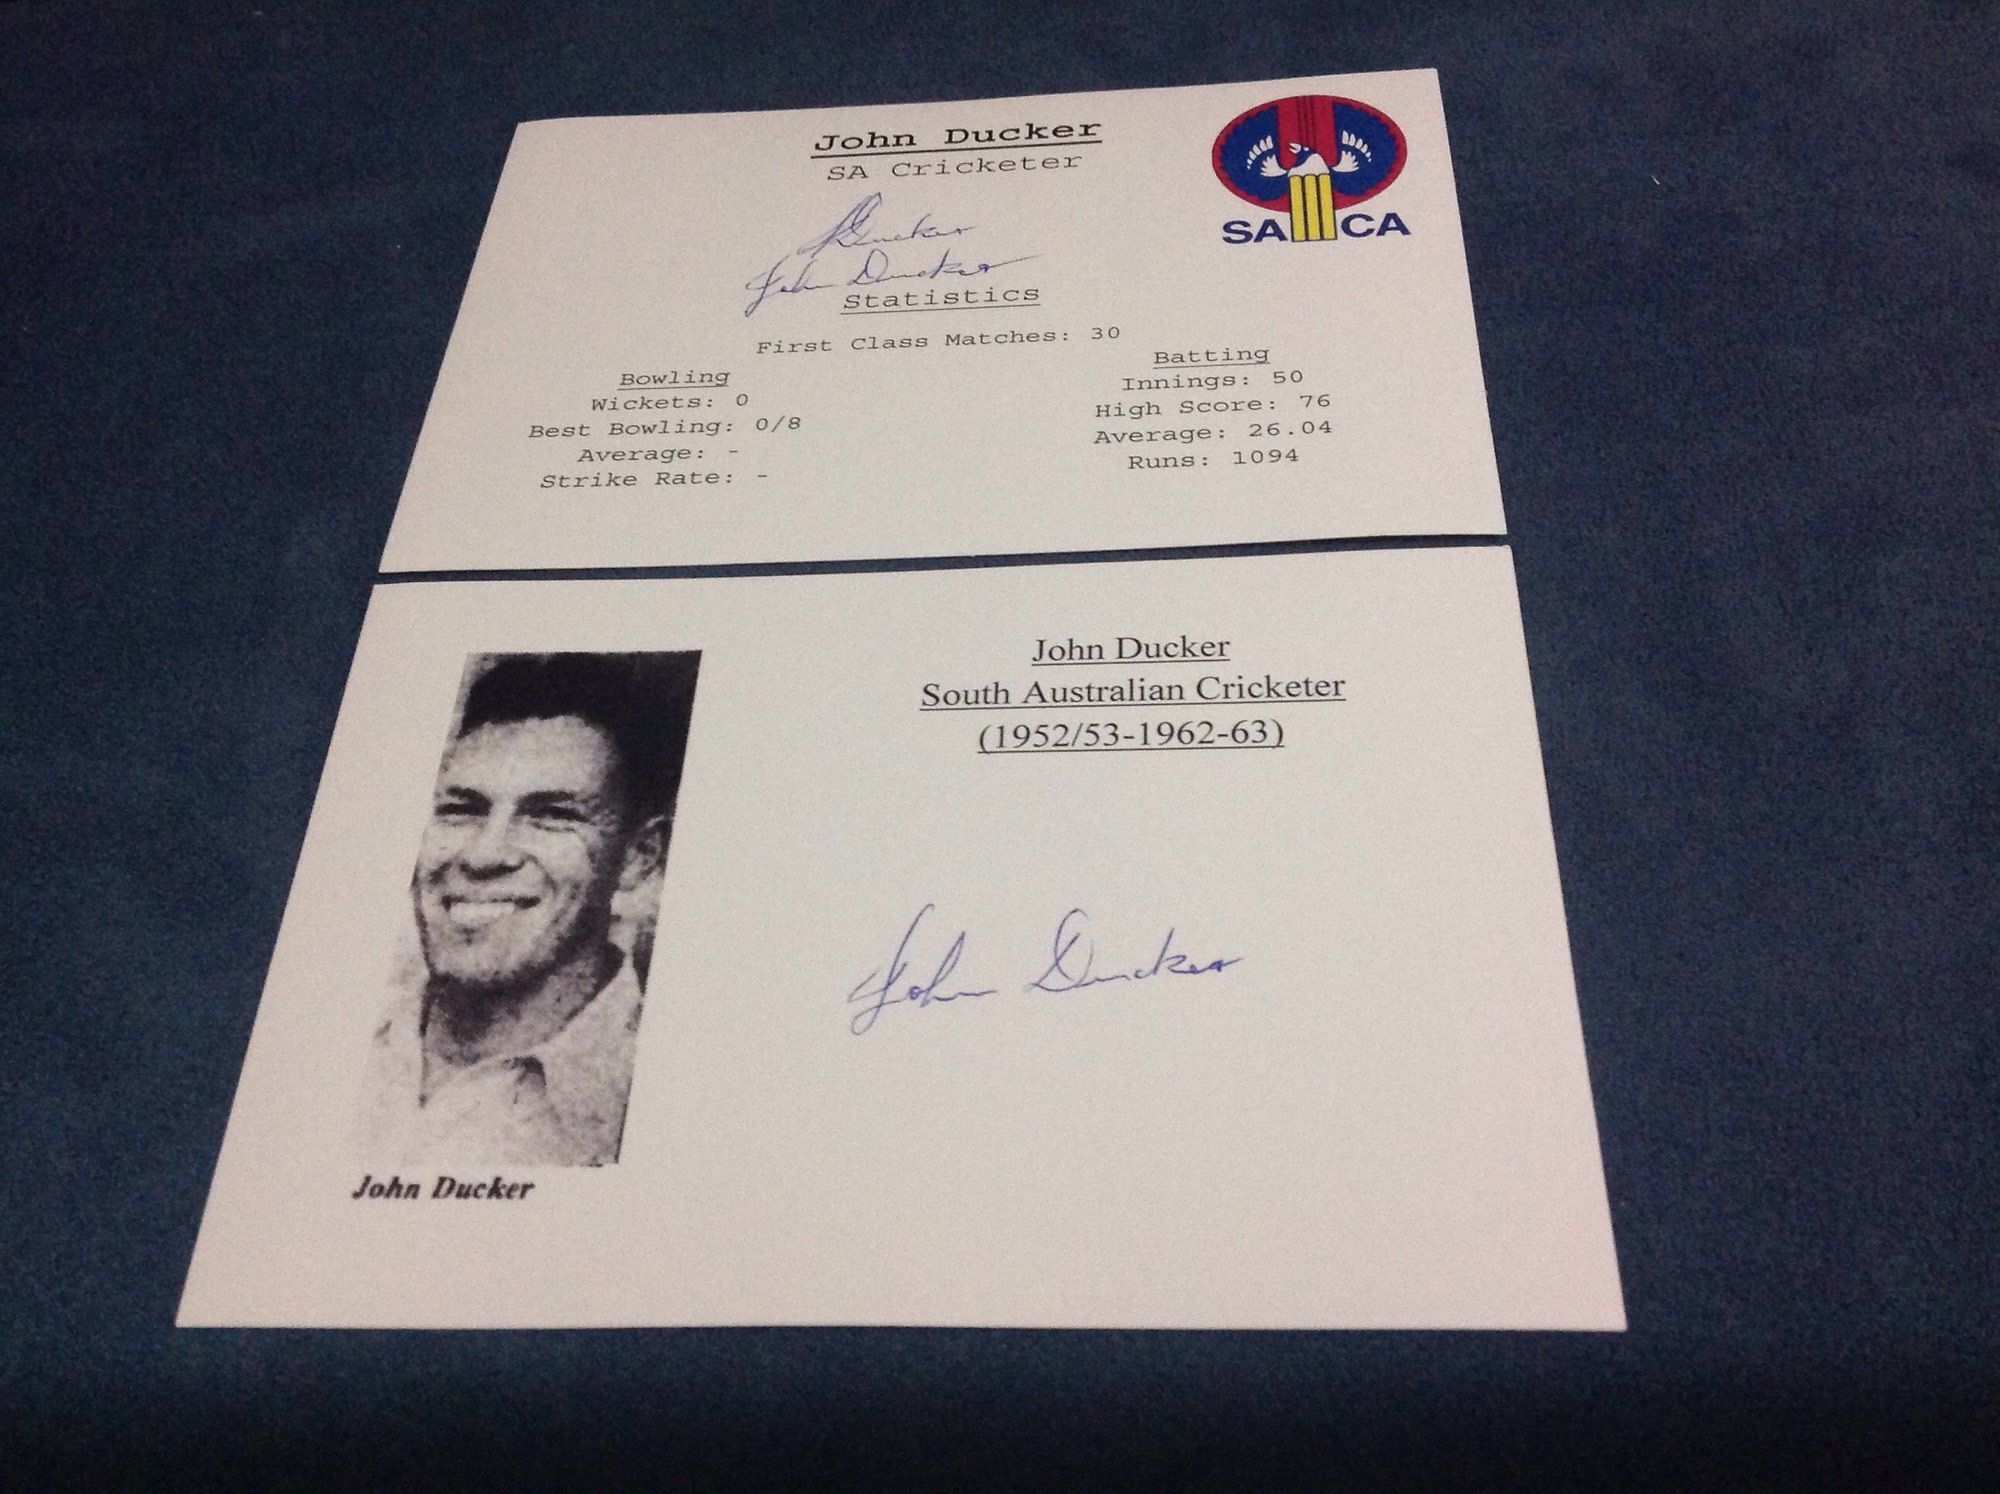 John Ducker
SA Cricketer
SACA
JDucker
John Ducker
Statistics
First Class Matches: 30
Bowling
Wickets: 0
Best Bowling: 0/8
Average: -
Strike Rate: -
Batting
Innings: 50
High Score: 76
Average: 26.04
Runs: 1094
John Ducker
South Australian Cricketer
(1952/53-1962-63)
John Ducker
John Ducker